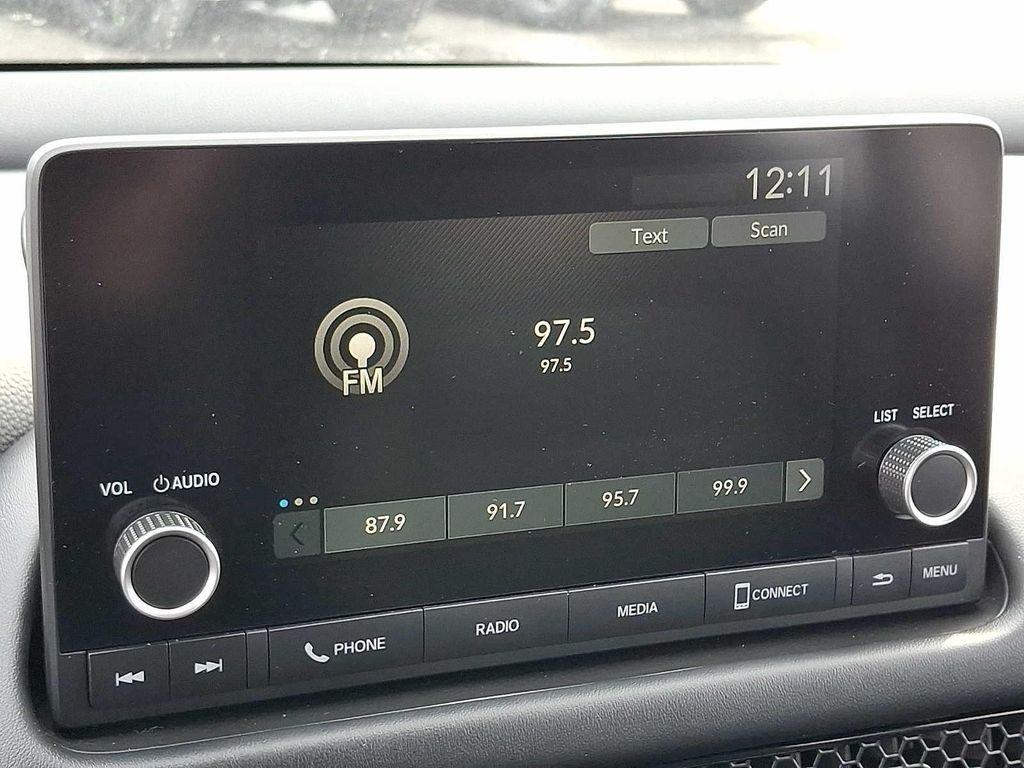 12:11
Text Scan
FM
97.5
97.5
87.9 91.7 95.7 99.9
LIST SELECT
VOL AUDIO
PHONE RADIO MEDIA CONNECT MENU